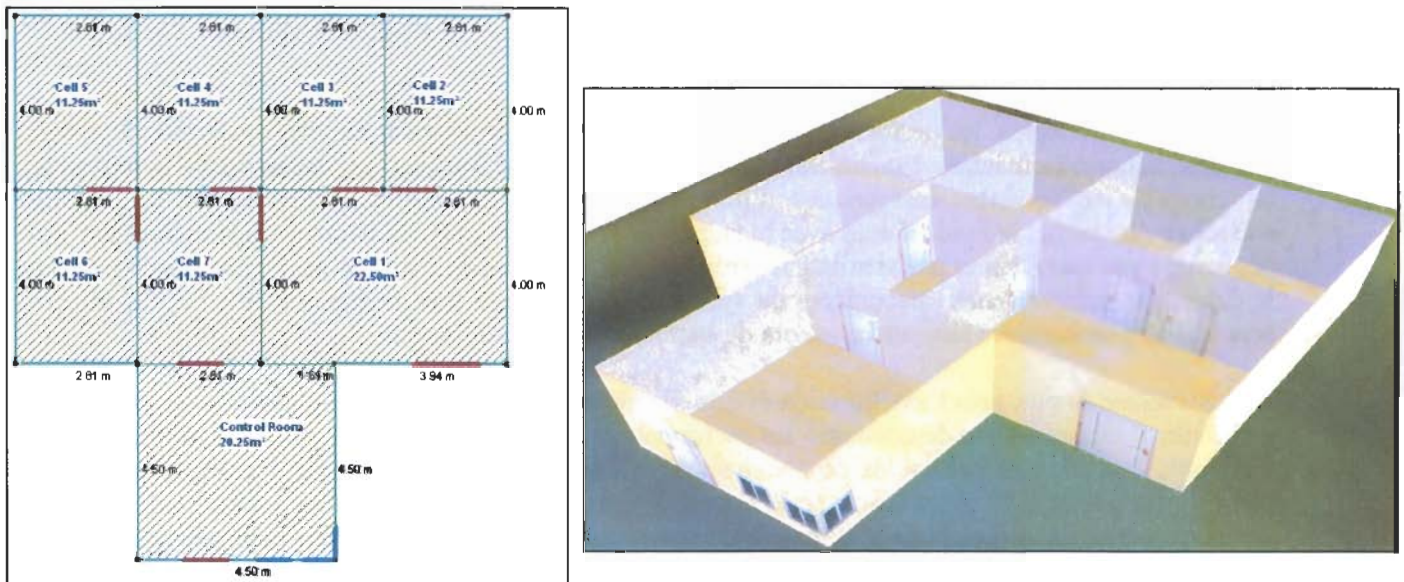 2.81 m 2.81 m 2.81 m 2.81 m
Cell 5
11.25m²
Cell 4
11.25m²
Cell 3
11.25m²
Cell 2
11.25m²
4.00 m 4.00 m 4.00 m 4.00 m 4.00 m
2.81 m 2.81 m 2.81 m 2.81 m
Cell 6
11.25m²
Cell 7
11.25m²
Cell 1
22.50m²
4.00 m 4.00 m 4.00 m 4.00 m
2.81 m 2.82 m 1.69 m 3.94 m
Control Room
20.25m²
4.50 m 4.50 m
4.50 m